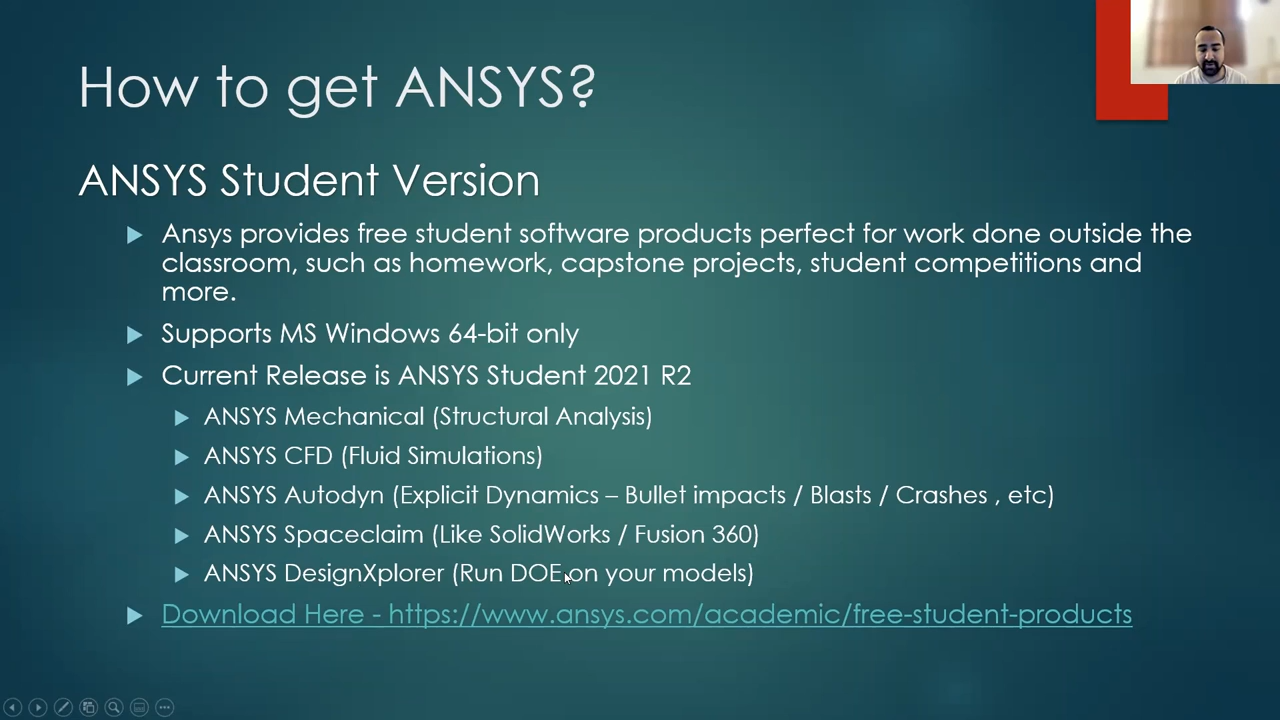 How to get ANSYS?
ANSYS Student Version
Ansys provides free student software products perfect for work done outside the
classroom, such as homework, capstone projects, student competitions and
more.
Supports MS Windows 64-bit only
Current Release is ANSYS Student 2021 R2
ANSYS Mechanical (Structural Analysis)
ANSYS CFD (Fluid Simulations)
ANSYS Autodyn (Explicit Dynamics – Bullet impacts / Blasts / Crashes , etc)
ANSYS Spaceclaim (Like SolidWorks / Fusion 360)
ANSYS DesignXplorer (Run DOE on your models)
Download Here - https://www.ansys.com/academic/free-student-products